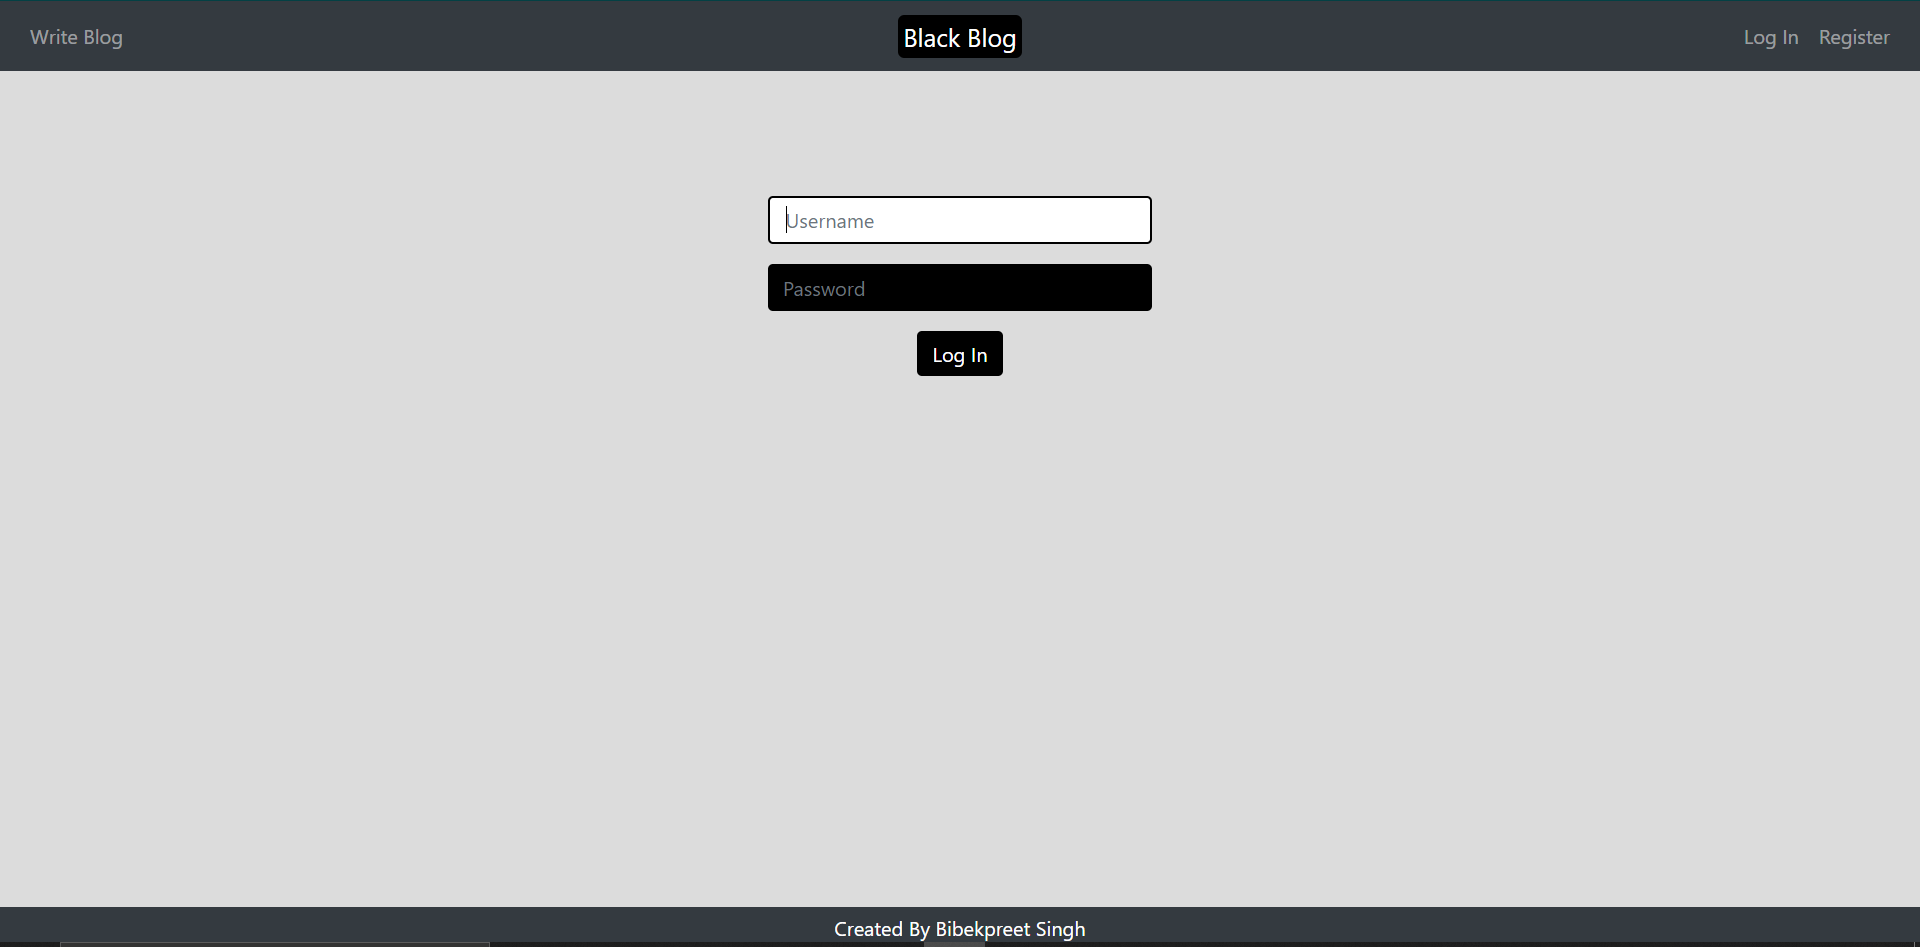 Write Blog
Black Blog
Log In
Register
Username
Password
Log In
Created By Bibekpreet Singh